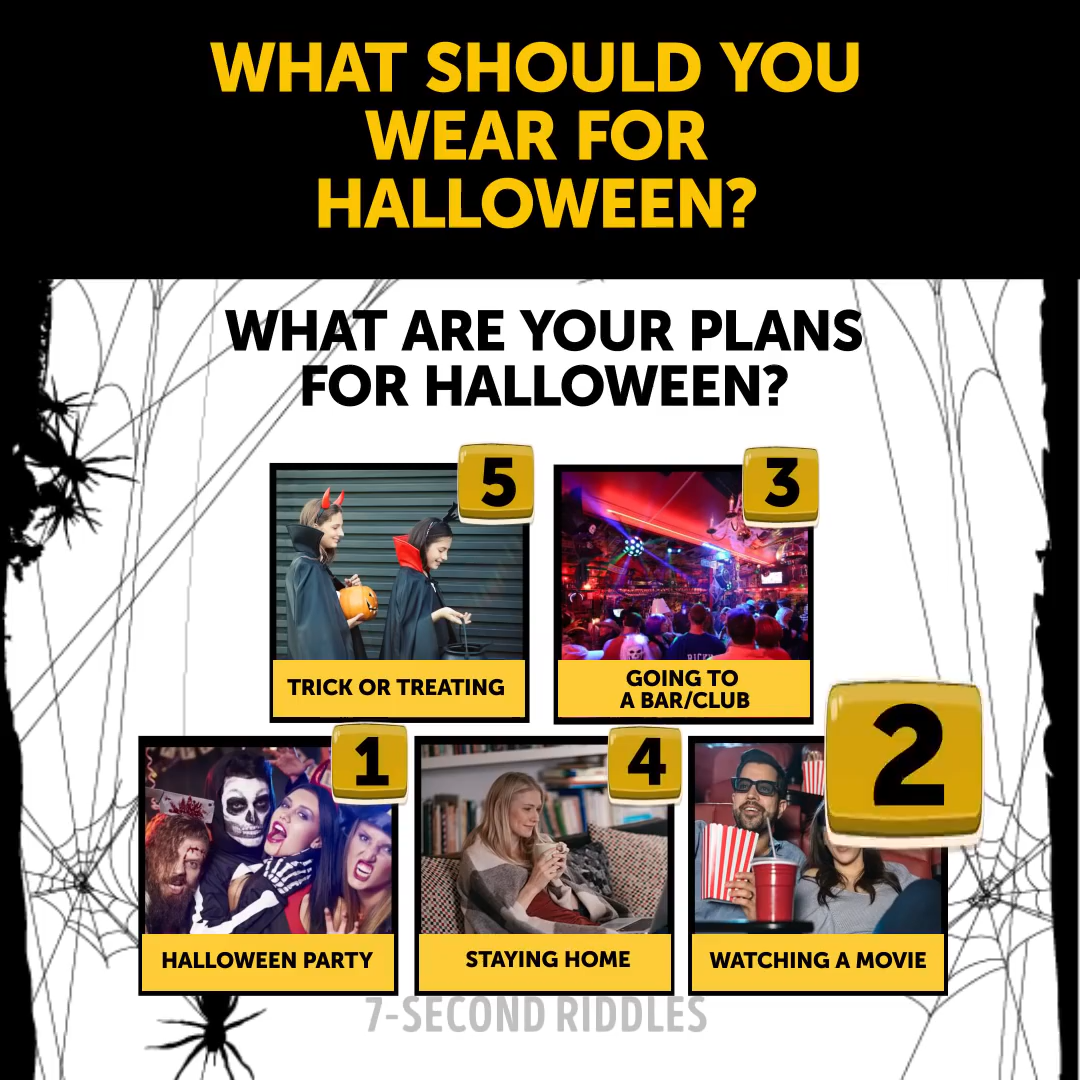 WHAT SHOULD YOU
WEAR FOR
HALLOWEEN?
WHAT ARE YOUR PLANS
FOR HALLOWEEN?
5
TRICK OR TREATING
3
GOING TO
A BAR/CLUB
1
HALLOWEEN PARTY
4
STAYING HOME
2
WATCHING A MOVIE
7-SECOND RIDDLES